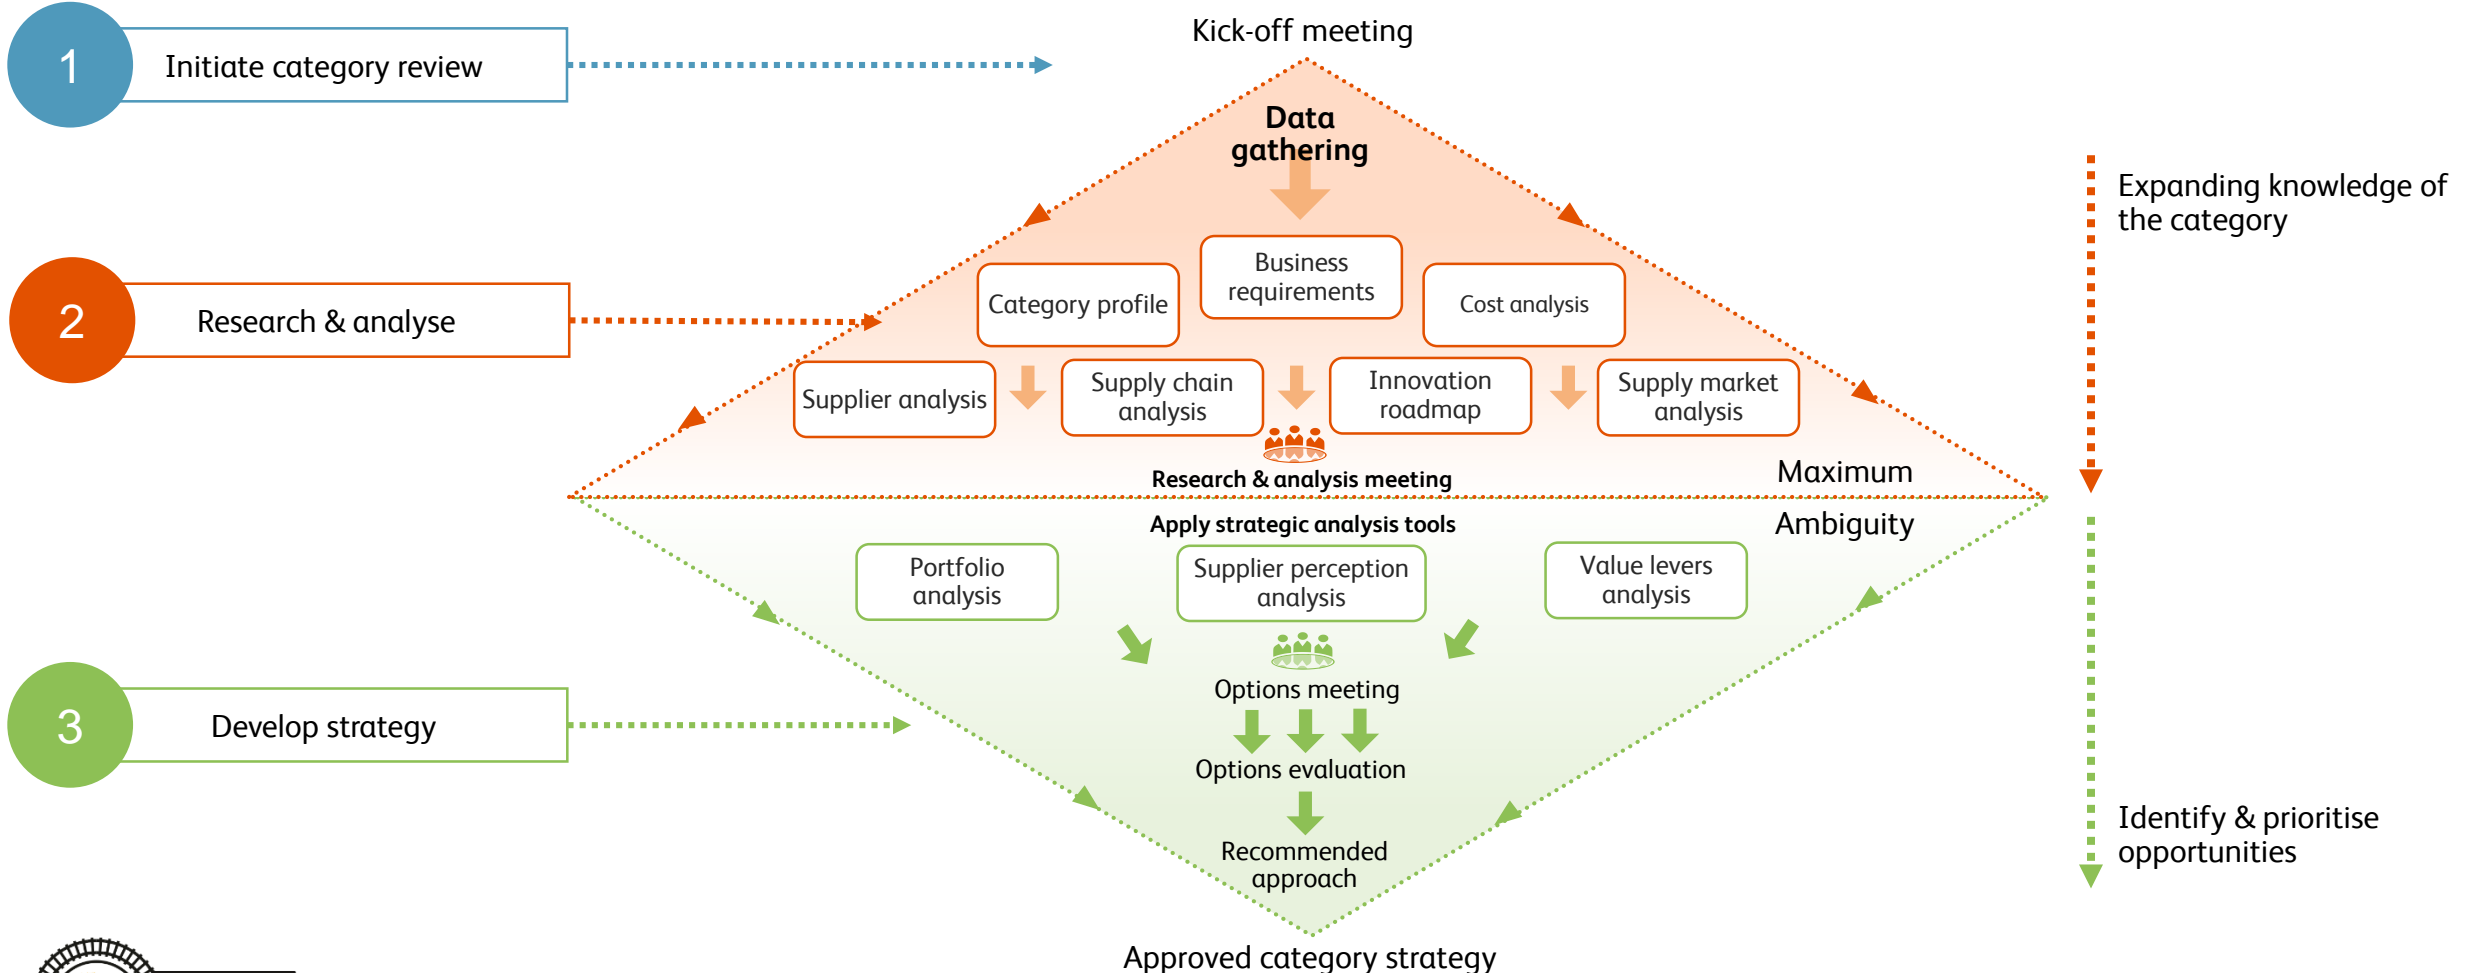 Kick-off meeting
1
Initiate category review
Data
gathering
Expanding knowledge of
the category
Business
requirements
Category profile
Cost analysis
2
Research & analyse
Supplier analysis
Supply chain
analysis
Innovation
roadmap
Supply market
analysis
Research & analysis meeting
Maximum
Apply strategic analysis tools
Ambiguity
Portfolio
analysis
Supplier perception
analysis
Value levers
analysis
Options meeting
3
Develop strategy
Options evaluation
Identify & prioritise
opportunities
Recommended
approach
Approved category strategy